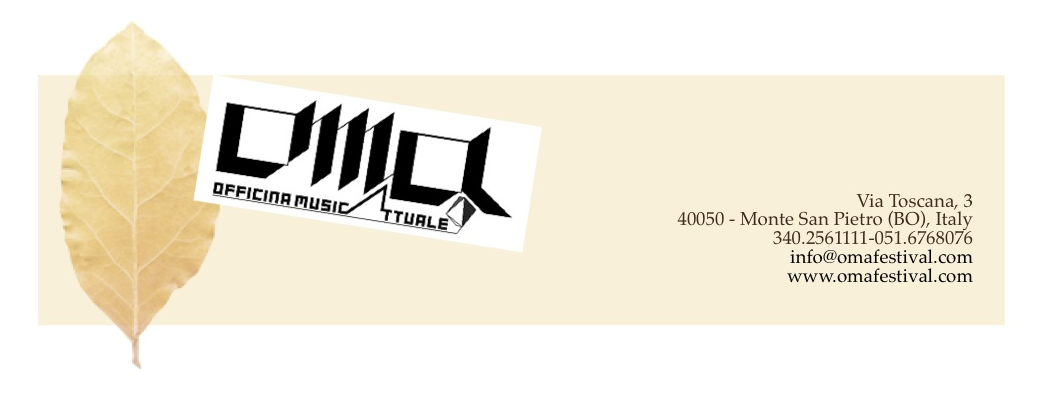 OMA
OFFICINA MUSIC ATTUALE
Via Toscana, 3
40050 - Monte San Pietro (BO), Italy
340.2561111-051.6768076
info@omafestival.com
www.omafestival.com